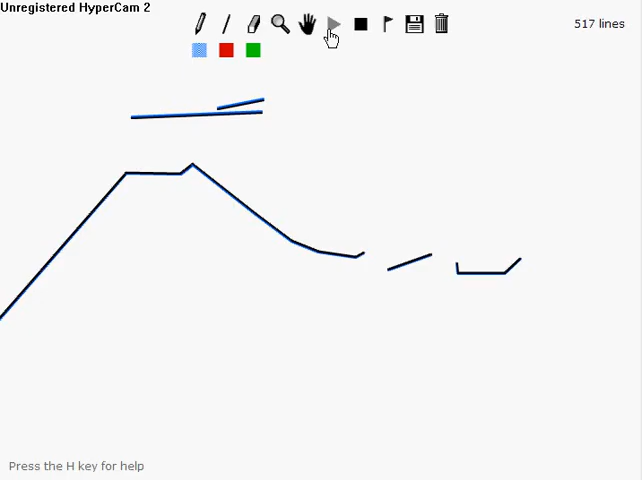 Unregistered HyperCam 2
517 lines
Press the H key for help